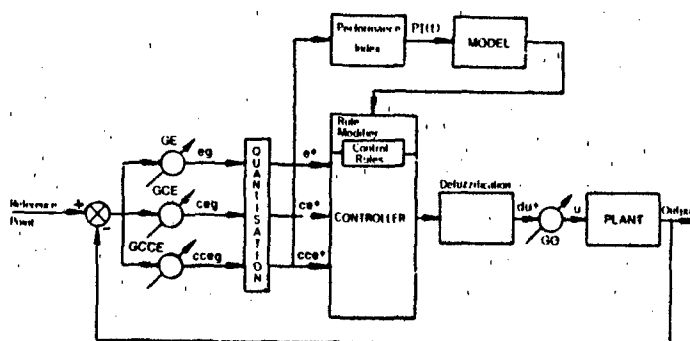 Performance
Index
PI(t)
MODEL
Rule
Modifier
Control
Rules
GE
eg
e*
GCE
ceg
QUANTISATION
ce*
CONTROLLER
Defuzzification
du*
GO
u
PLANT
Output
Reference
Point
+
-
GCCE
cceg
cce*